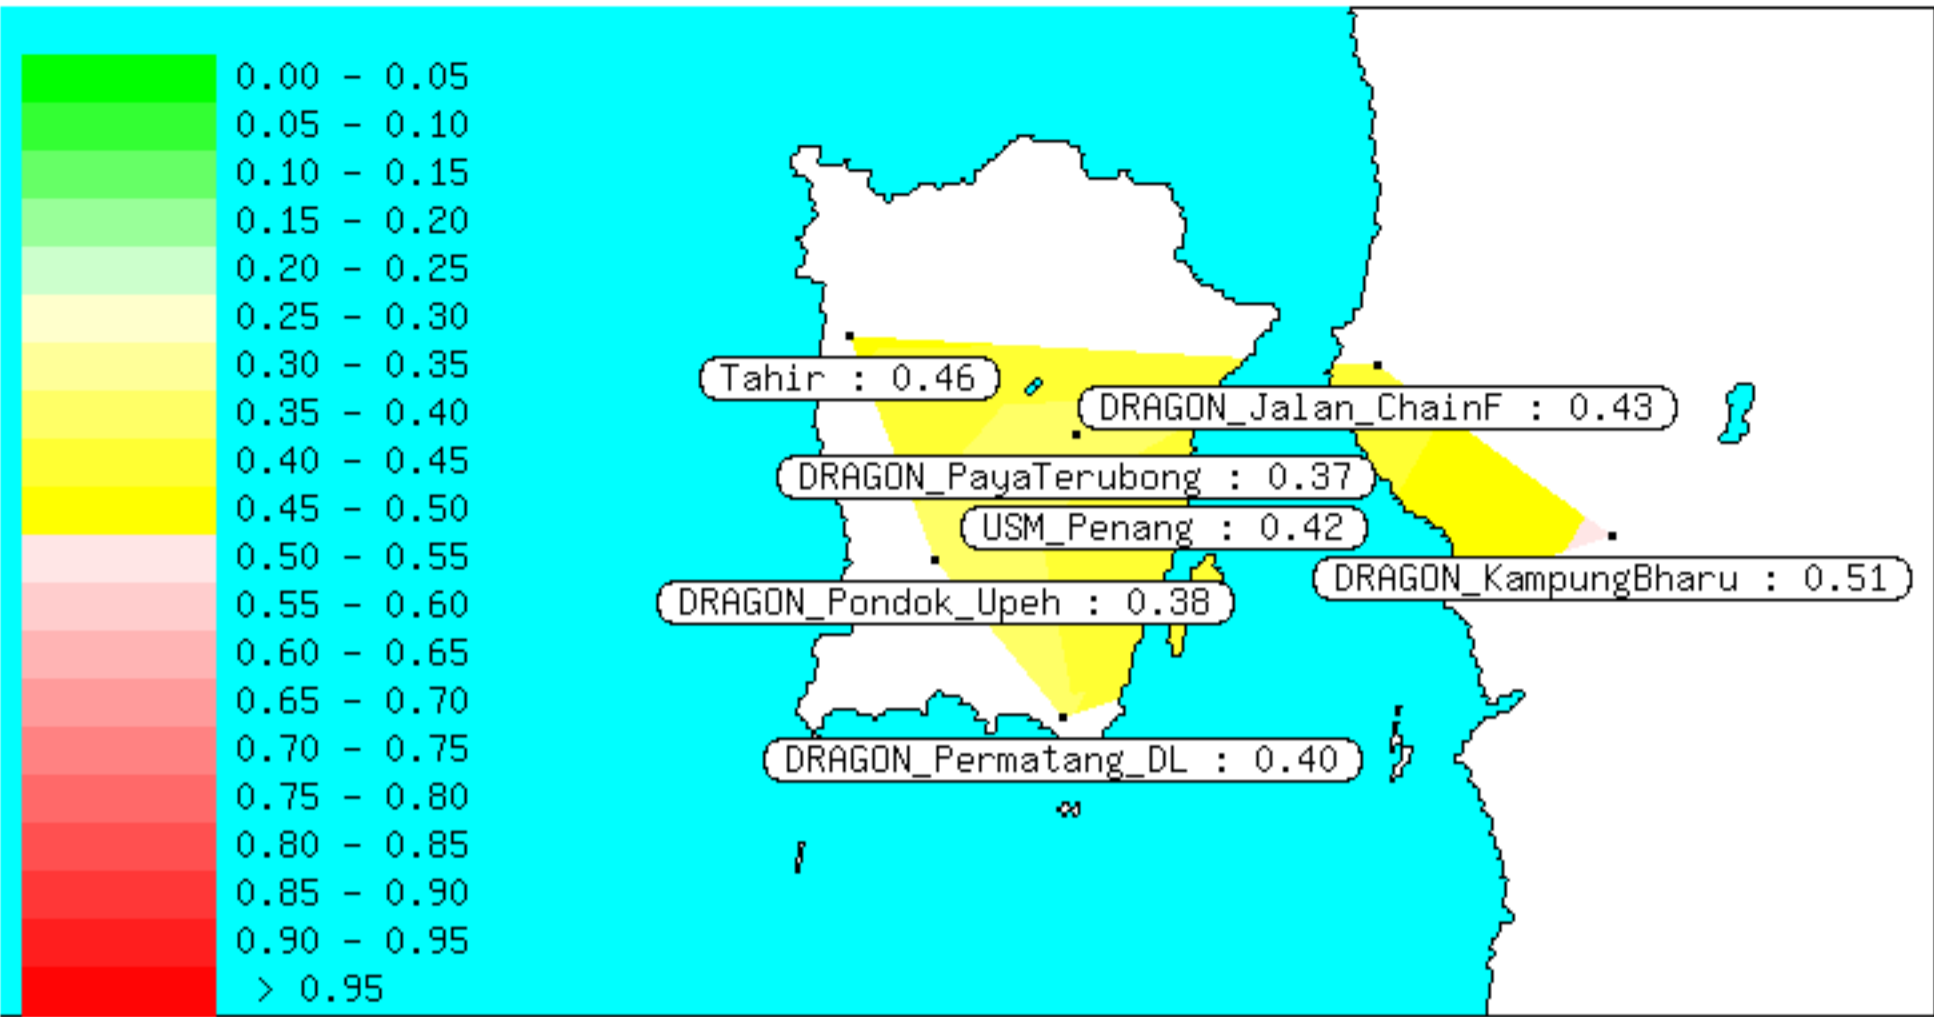 0.00 - 0.05
0.05 - 0.10
0.10 - 0.15
0.15 - 0.20
0.20 - 0.25
0.25 - 0.30
0.30 - 0.35
0.35 - 0.40
0.40 - 0.45
0.45 - 0.50
0.50 - 0.55
0.55 - 0.60
0.60 - 0.65
0.65 - 0.70
0.70 - 0.75
0.75 - 0.80
0.80 - 0.85
0.85 - 0.90
0.90 - 0.95
> 0.95
Tahir : 0.46
DRAGON_Jalan_ChainF : 0.43
DRAGON_PayaTerubong : 0.37
USM_Penang : 0.42
DRAGON_KampungBharu : 0.51
DRAGON_Pondok_Upeh : 0.38
DRAGON_Permatang_DL : 0.40